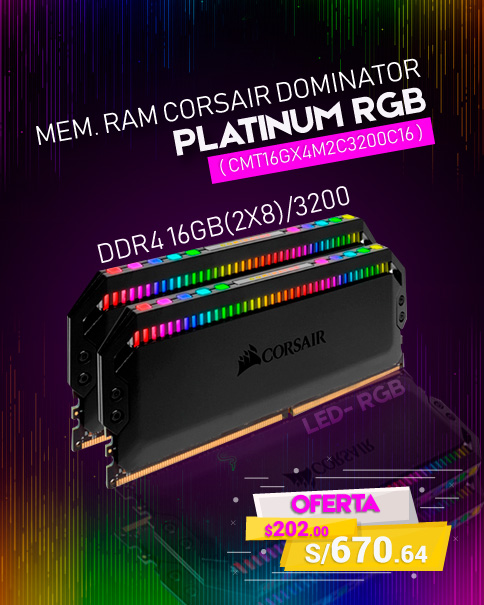 MEM. RAM CORSAIR DOMINATOR
PLATINUM RGB
( CMT16GX4M2C3200C16 )
DDR4 16GB(2X8)/3200
CORSAIR
LED- RGB
CORSAIR
OFERTA
$202.00
S/670.64